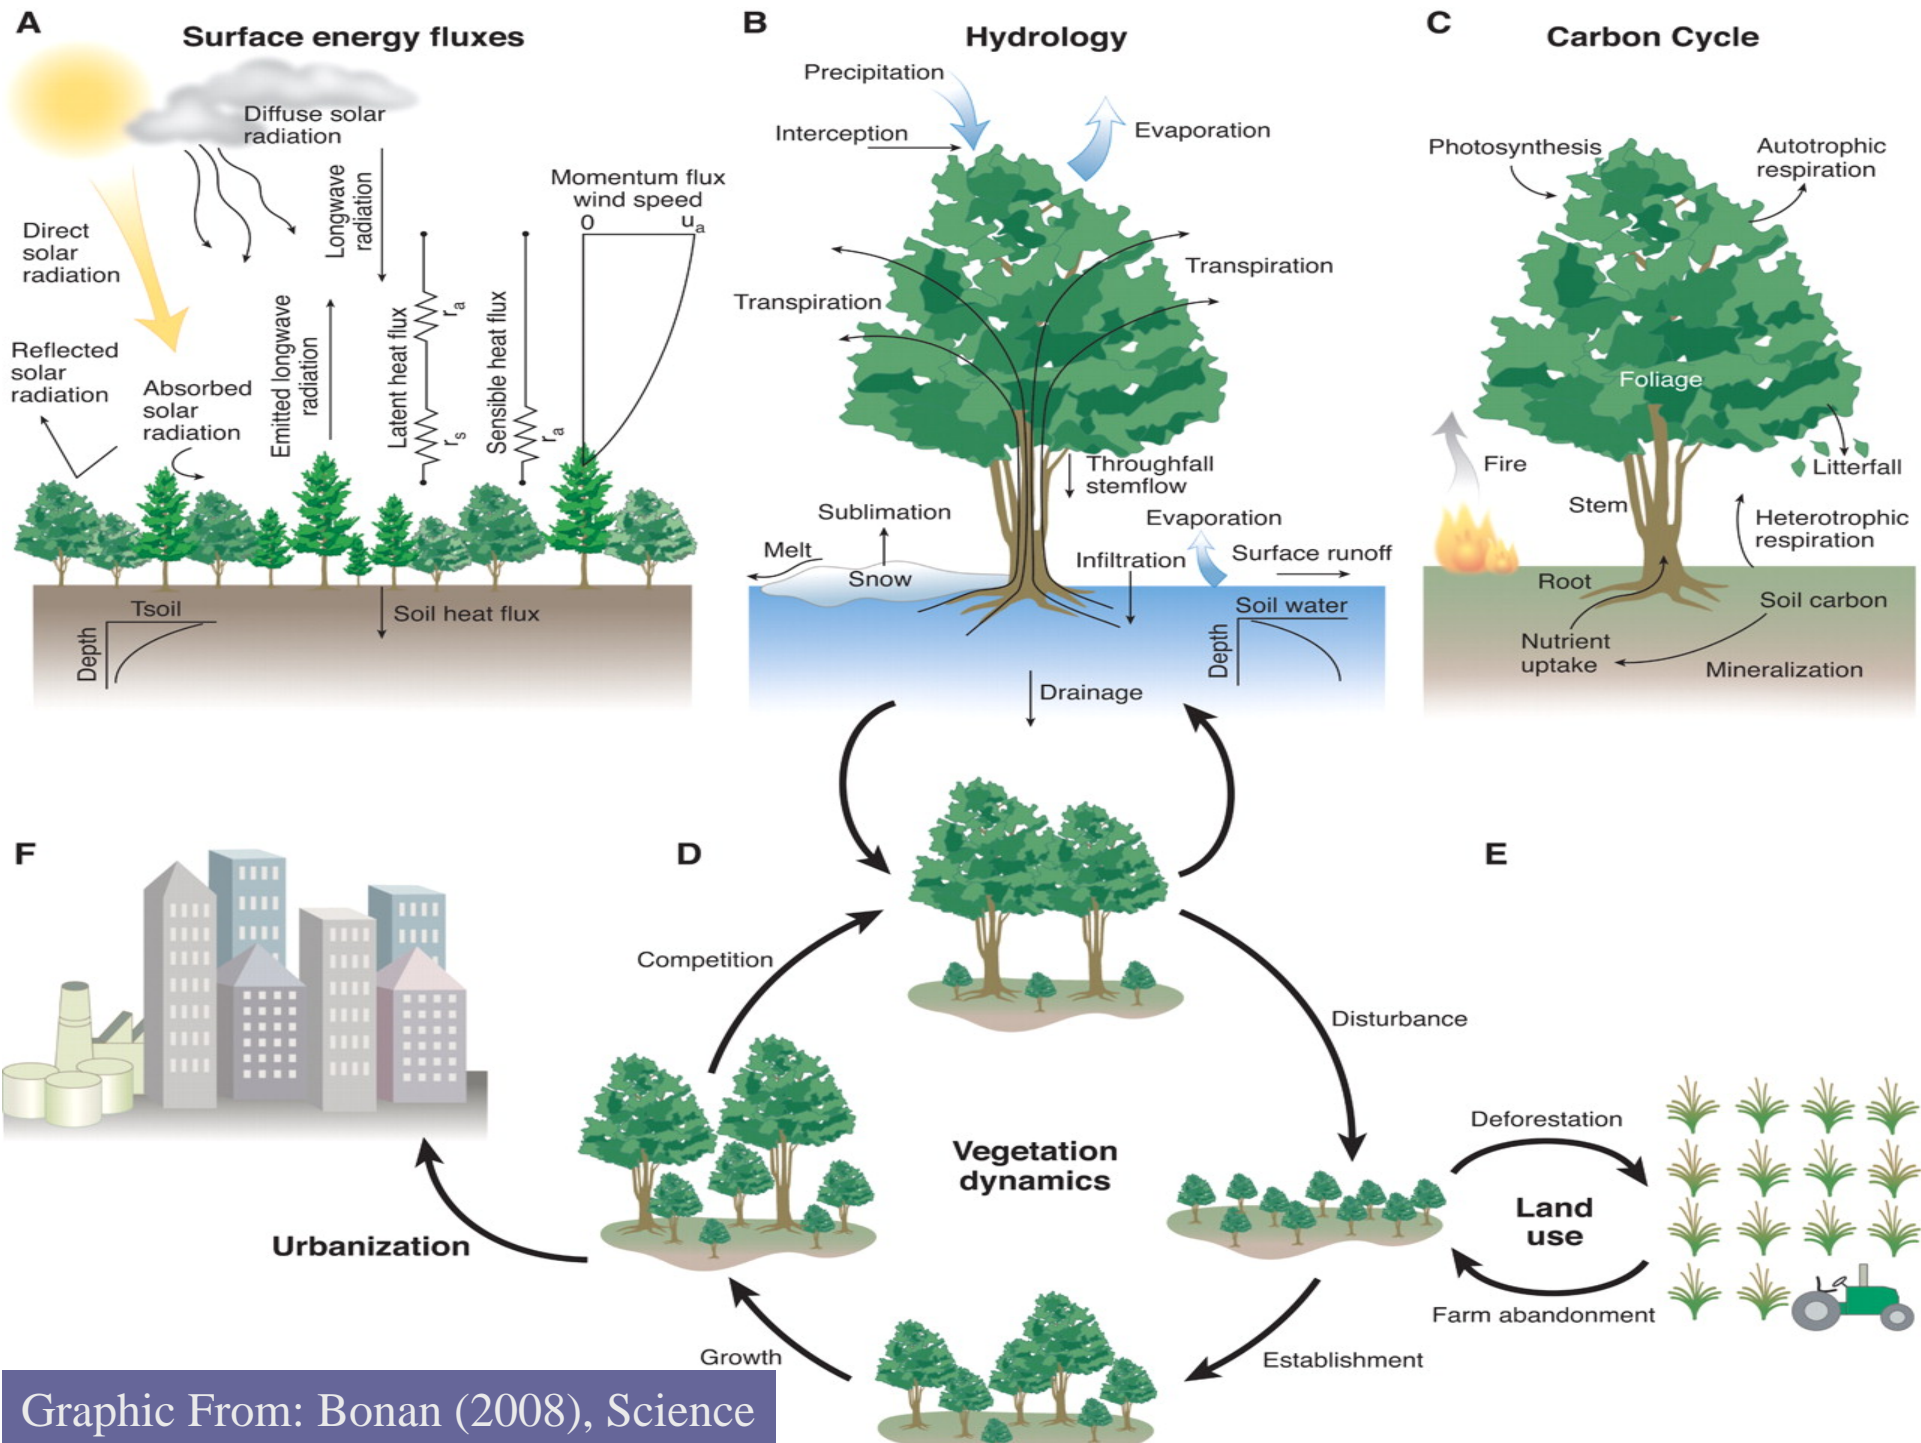 A
Surface energy fluxes
Diffuse solar
radiation
Longwave
radiation
Momentum flux
wind speed
0
ua
Direct
solar
radiation
Reflected
solar
radiation
Absorbed
solar
radiation
Emitted longwave
radiation
Latent heat flux
ra
rs
Sensible heat flux
ra
Tsoil
Depth
Soil heat flux
B
Hydrology
Precipitation
Interception
Evaporation
Transpiration
Transpiration
Throughfall
stemflow
Sublimation
Evaporation
Melt
Snow
Infiltration
Surface runoff
Soil water
Depth
Drainage
C
Carbon Cycle
Photosynthesis
Autotrophic
respiration
Foliage
Fire
Litterfall
Stem
Heterotrophic
respiration
Root
Soil carbon
Nutrient
uptake
Mineralization
F
D
E
Competition
Disturbance
Vegetation
dynamics
Deforestation
Land
use
Farm abandonment
Urbanization
Growth
Establishment
Graphic From: Bonan (2008), Science